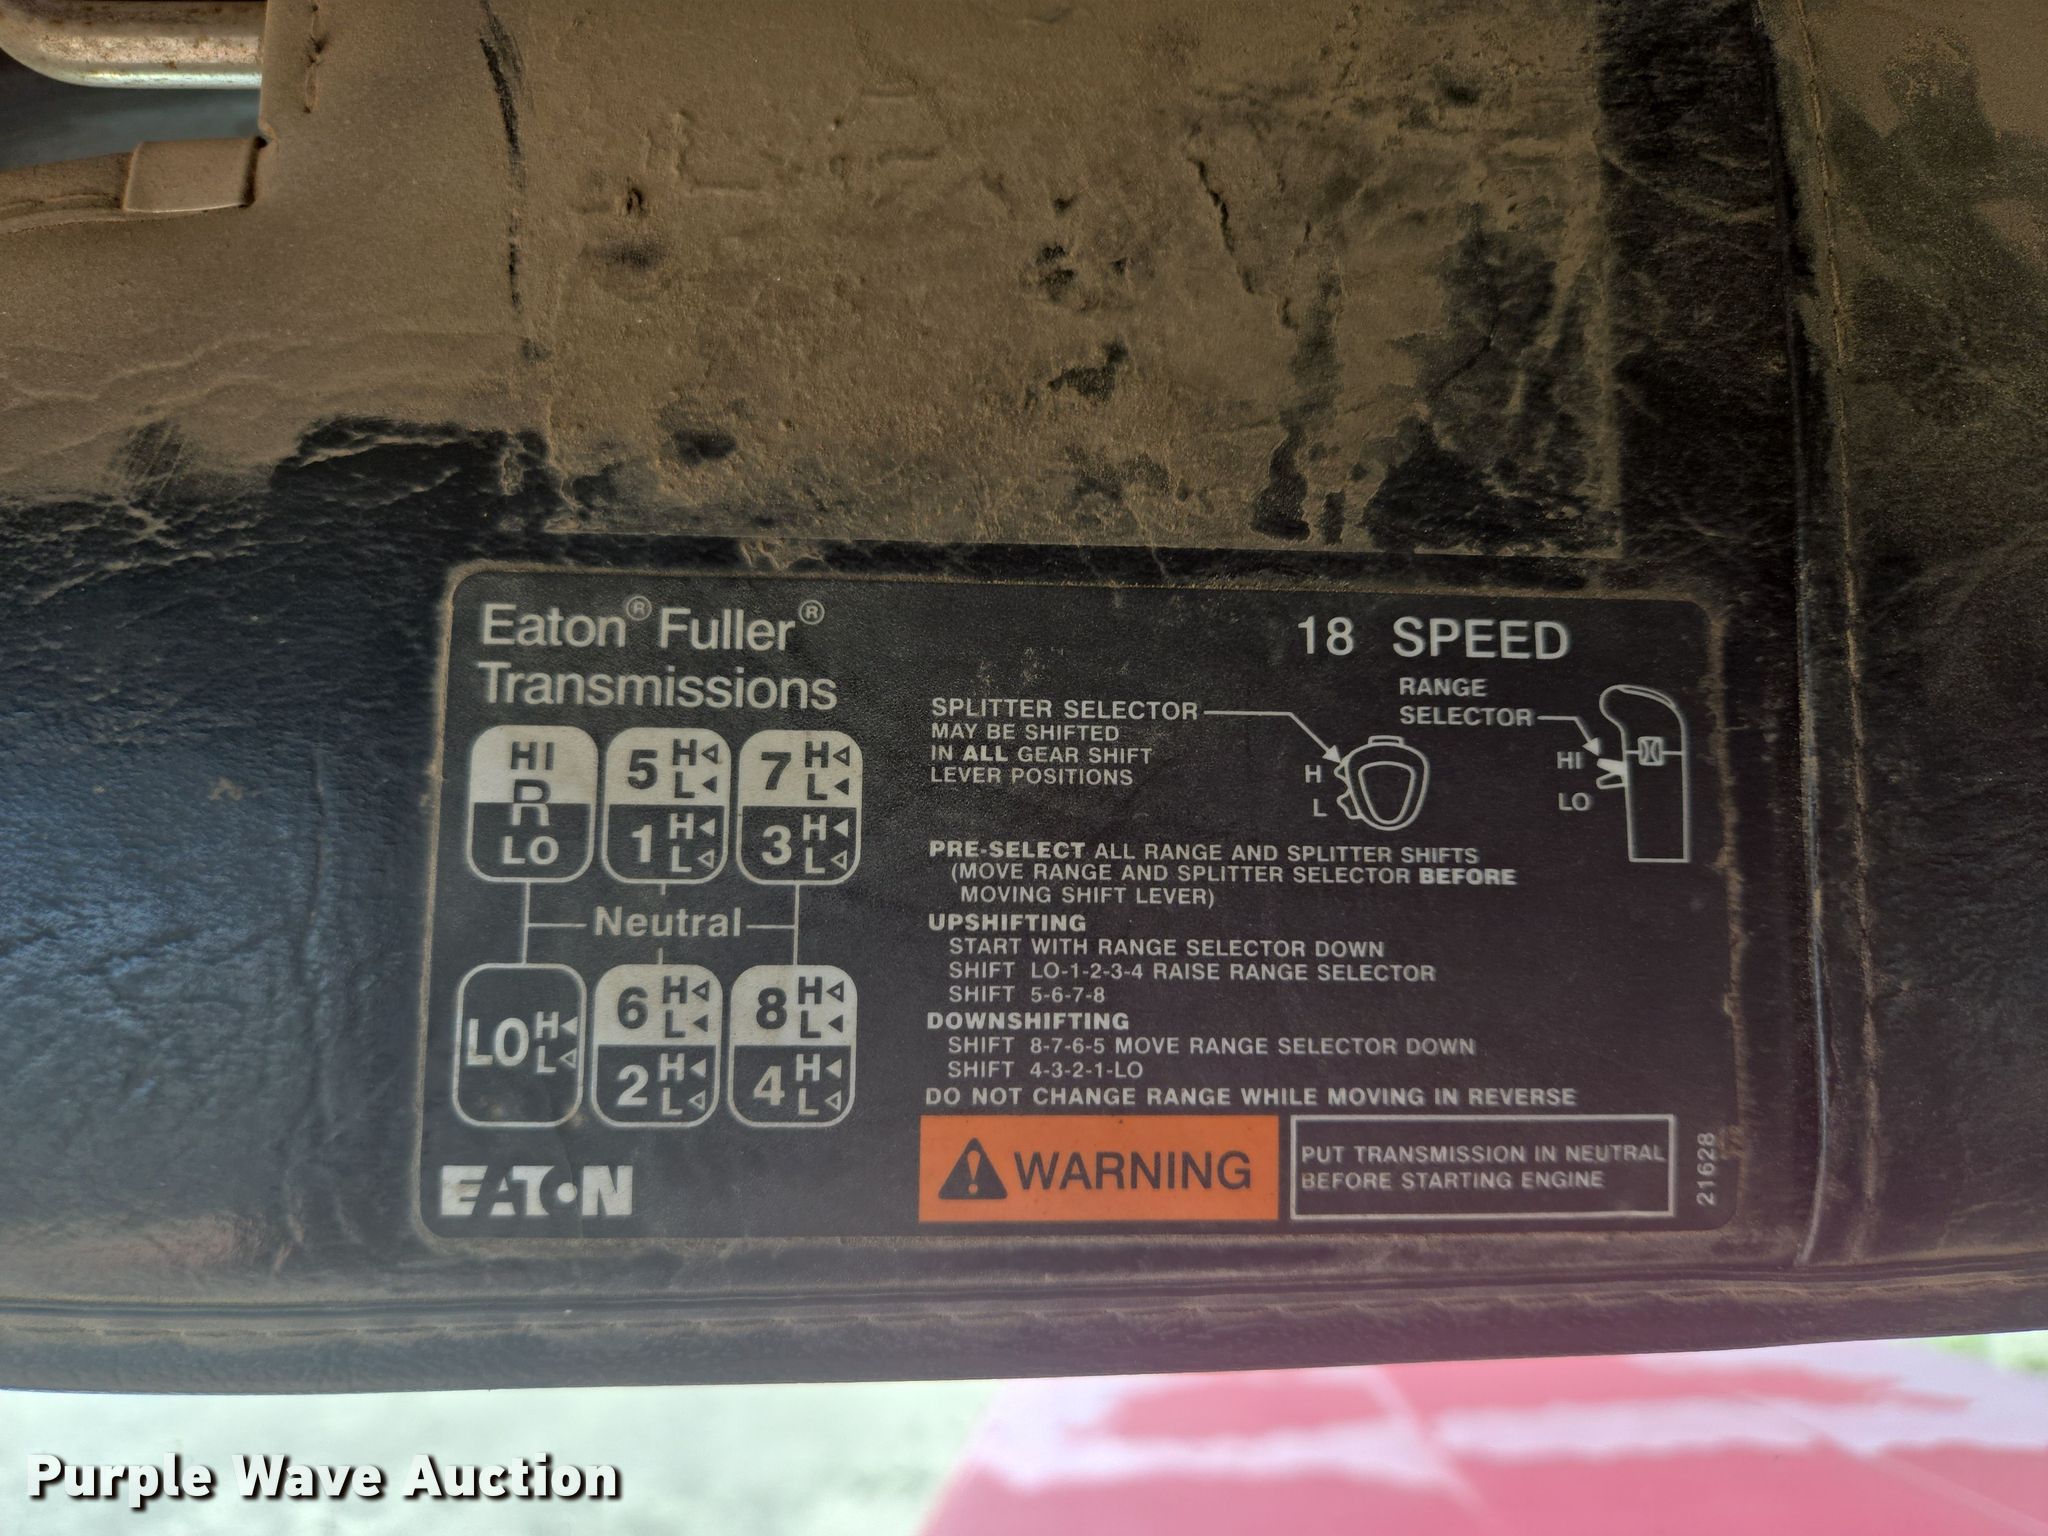 Eaton® Fuller®
Transmissions
18 SPEED
HI
R
LO
5 H
L
1 H
L
7 H
L
3 H
L
Neutral
LO H
L
6 H
L
2 H
L
8 H
L
4 H
L
EATON
SPLITTER SELECTOR
MAY BE SHIFTED
IN ALL GEAR SHIFT
LEVER POSITIONS
H
L
RANGE
SELECTOR
HI
LO
PRE-SELECT ALL RANGE AND SPLITTER SHIFTS
(MOVE RANGE AND SPLITTER SELECTOR BEFORE
MOVING SHIFT LEVER)
UPSHIFTING
START WITH RANGE SELECTOR DOWN
SHIFT LO-1-2-3-4 RAISE RANGE SELECTOR
SHIFT 5-6-7-8
DOWNSHIFTING
SHIFT 8-7-6-5 MOVE RANGE SELECTOR DOWN
SHIFT 4-3-2-1-LO
DO NOT CHANGE RANGE WHILE MOVING IN REVERSE
WARNING
PUT TRANSMISSION IN NEUTRAL
BEFORE STARTING ENGINE
21628
Purple Wave Auction